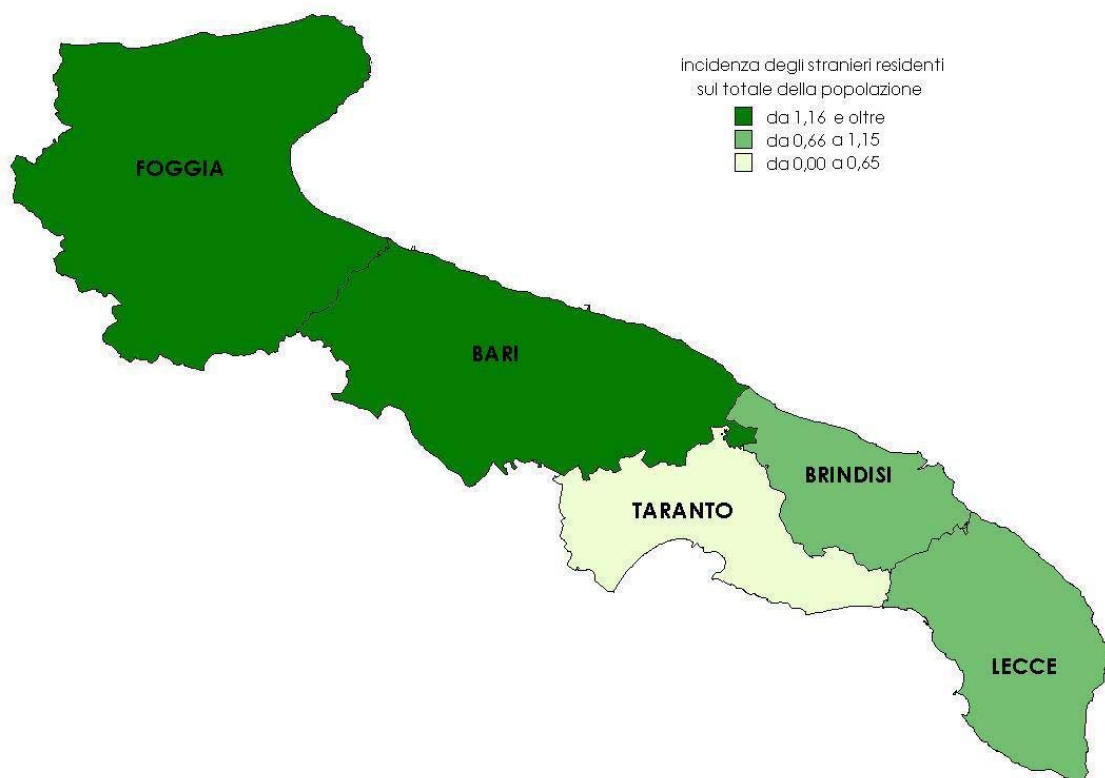 incidenza degli stranieri residenti
sul totale della popolazione
da 1,16 e oltre
da 0,66 a 1,15
da 0,00 a 0,65
FOGGIA
BARI
BRINDISI
TARANTO
LECCE